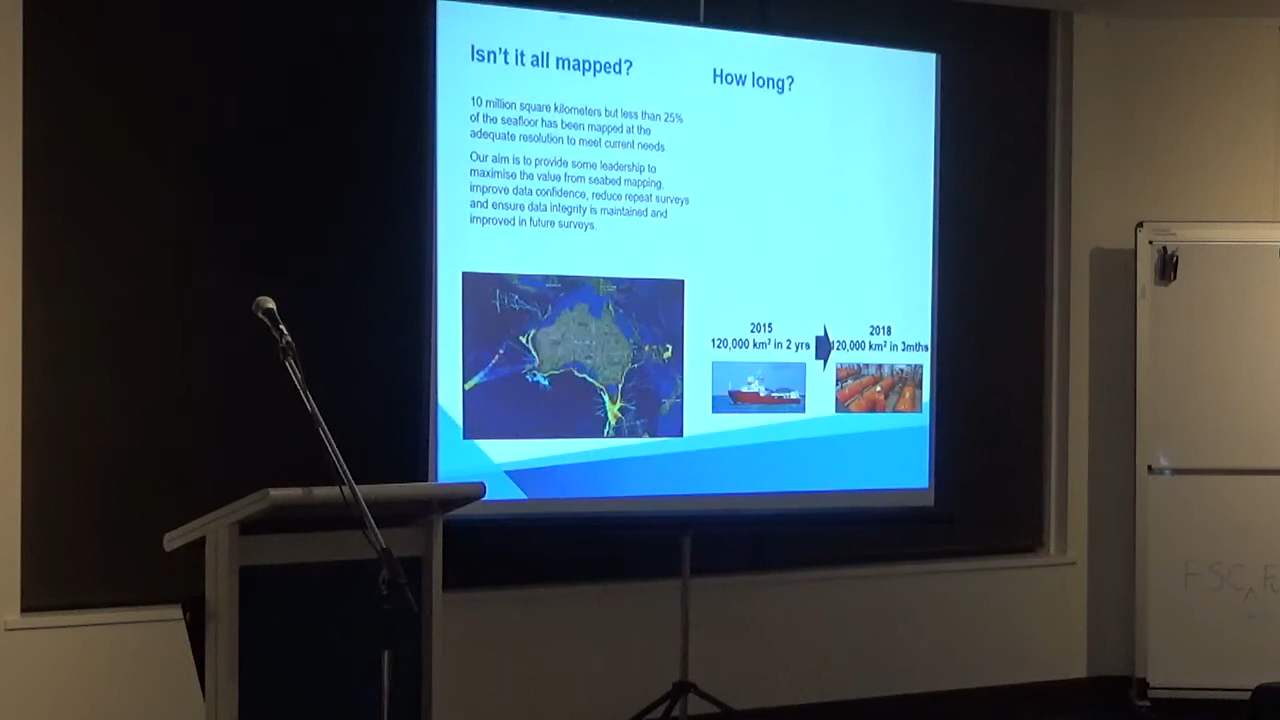 Isn't it all mapped?
10 million square kilometers but less than 25%
of the seafloor has been mapped at the
adequate resolution to meet current needs.
Our aim is to provide some leadership to
maximise the value from seabed mapping,
improve data confidence, reduce repeat surveys
and ensure data integrity is maintained and
improved in future surveys.
How long?
2015
120,000 km² in 2 yrs
2018
120,000 km² in 3mths
FSC